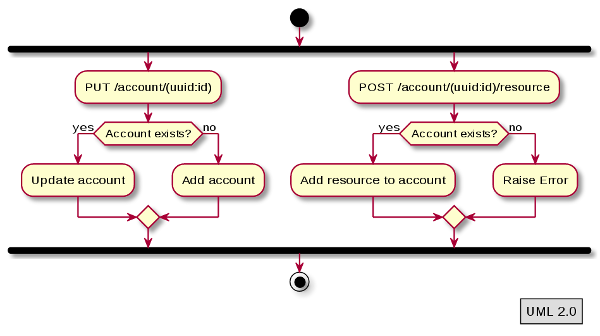 PUT /account/(uuid:id)
POST /account/(uuid:id)/resource
yes
Account exists?
no
yes
Account exists?
no
Update account
Add account
Add resource to account
Raise Error
UML 2.0